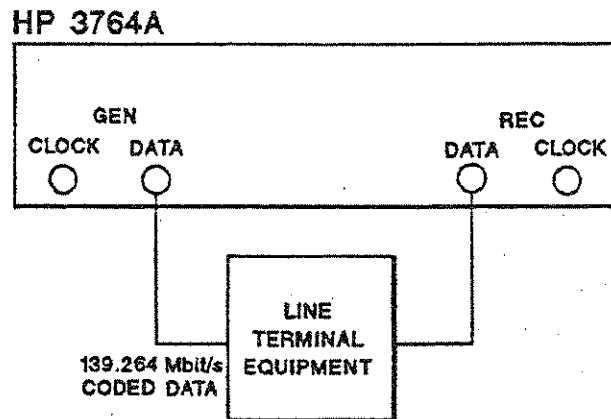 HP 3764A
GEN
REC
CLOCK DATA
DATA CLOCK
LINE
TERMINAL
EQUIPMENT
139.264 Mbit/s
CODED DATA